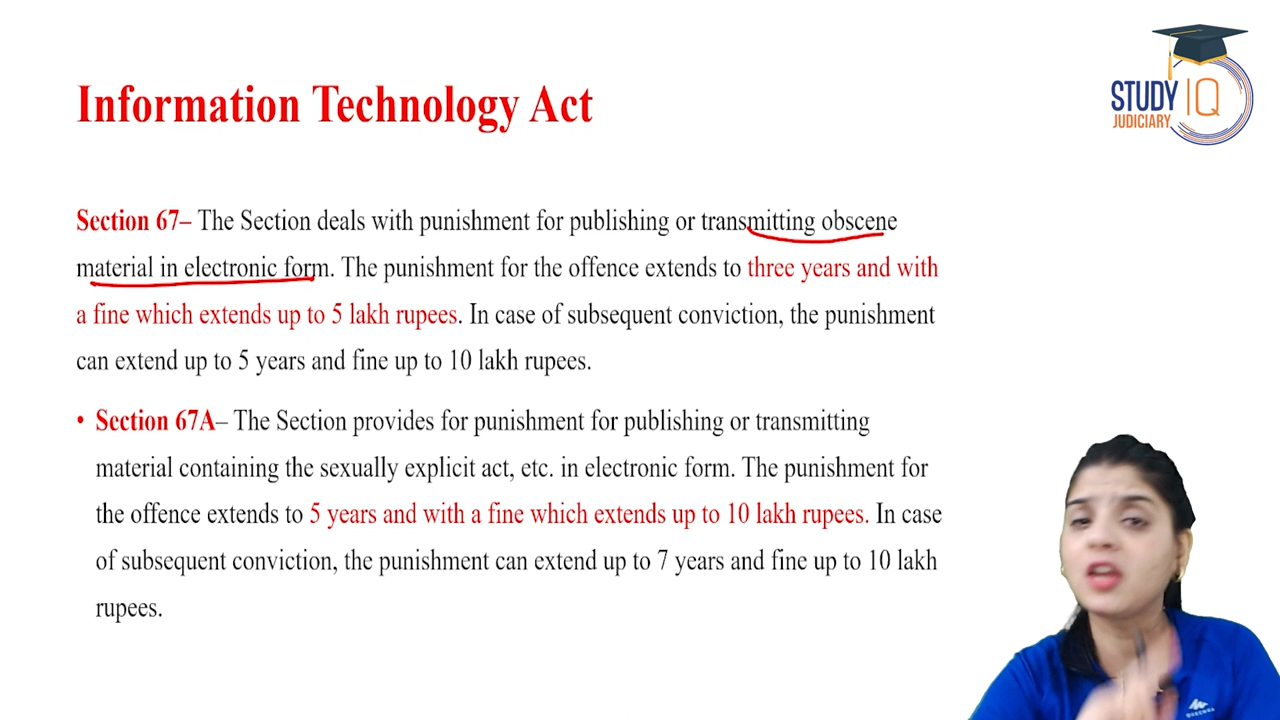 STUDY IQ
JUDICIARY
Information Technology Act
Section 67– The Section deals with punishment for publishing or transmitting obscene
material in electronic form. The punishment for the offence extends to three years and with
a fine which extends up to 5 lakh rupees. In case of subsequent conviction, the punishment
can extend up to 5 years and fine up to 10 lakh rupees.
• Section 67A– The Section provides for punishment for publishing or transmitting
material containing the sexually explicit act, etc. in electronic form. The punishment for
the offence extends to 5 years and with a fine which extends up to 10 lakh rupees. In case
of subsequent conviction, the punishment can extend up to 7 years and fine up to 10 lakh
rupees.